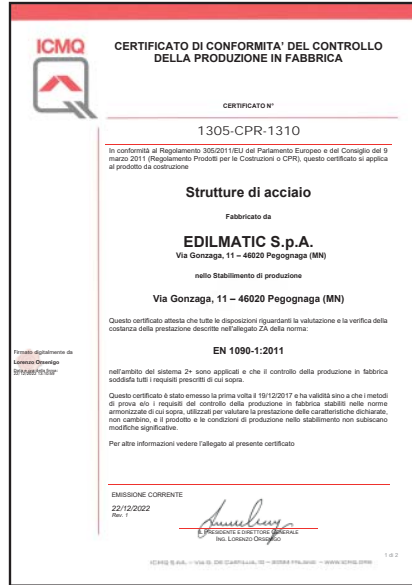 ICMQ
CERTIFICATO DI CONFORMITA' DEL CONTROLLO
DELLA PRODUZIONE IN FABBRICA
CERTIFICATO N°
1305-CPR-1310
In conformità al Regolamento 305/2011/EU del Parlamento Europeo e del Consiglio del 9
marzo 2011 (Regolamento Prodotti per le Costruzioni o CPR), questo certificato si applica
al prodotto da costruzione
Strutture di acciaio
Fabbricato da
EDILMATIC S.p.A.
Via Gonzaga, 11 – 46020 Pegognaga (MN)
nello Stabilimento di produzione
Via Gonzaga, 11 – 46020 Pegognaga (MN)
Questo certificato attesta che tutte le disposizioni riguardanti la valutazione e la verifica della
costanza della prestazione descritte nell'allegato ZA della norma:
Firmato digitalmente da
Lorenzo Orsenigo
EN 1090-1:2011
nell'ambito del sistema 2+ sono applicati e che il controllo della produzione in fabbrica
soddisfa tutti i requisiti prescritti di cui sopra.
Questo certificato è stato emesso la prima volta il 19/12/2017 e ha validità sino a che i metodi
di prova e/o i requisiti del controllo della produzione in fabbrica stabiliti nelle norme
armonizzate di cui sopra, utilizzati per valutare la prestazione delle caratteristiche dichiarate,
non cambino, e il prodotto e le condizioni di produzione nello stabilimento non subiscano
modifiche significative.
Per altre informazioni vedere l'allegato al presente certificato
EMISSIONE CORRENTE
22/12/2022
Rev. 1
IL PRESIDENTE E DIRETTORE GENERALE
ING. LORENZO ORSENIGO
1 di 2
ICMQ S.p.A. – VIA G. DE CASTILLIA, 10 – 20124 MILANO – WWW.ICMQ.ORG